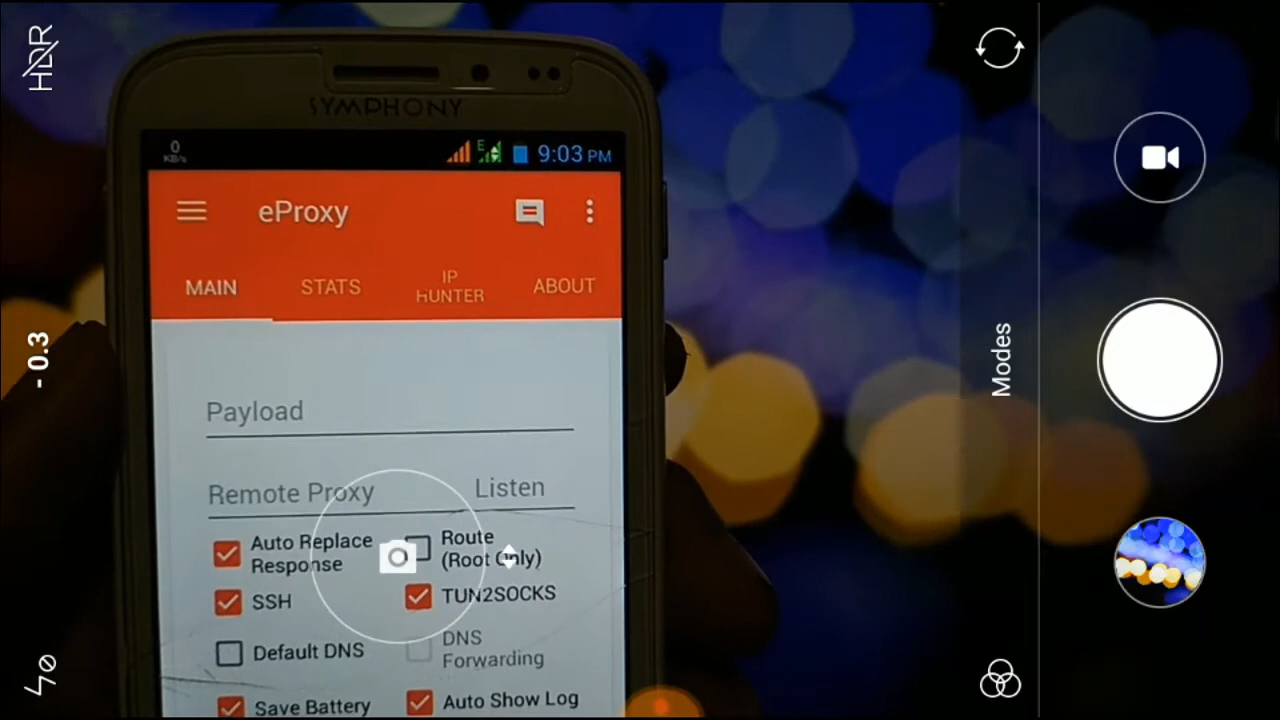 HDR
-0.3
Modes
SYMPHONY
0
KB/s
E
9:03 PM
eProxy
MAIN
STATS
IP
HUNTER
ABOUT
Payload
Remote Proxy
Listen
Auto Replace
Response
Route
(Root Only)
SSH
TUN2SOCKS
Default DNS
DNS
Forwarding
Save Battery
Auto Show Log